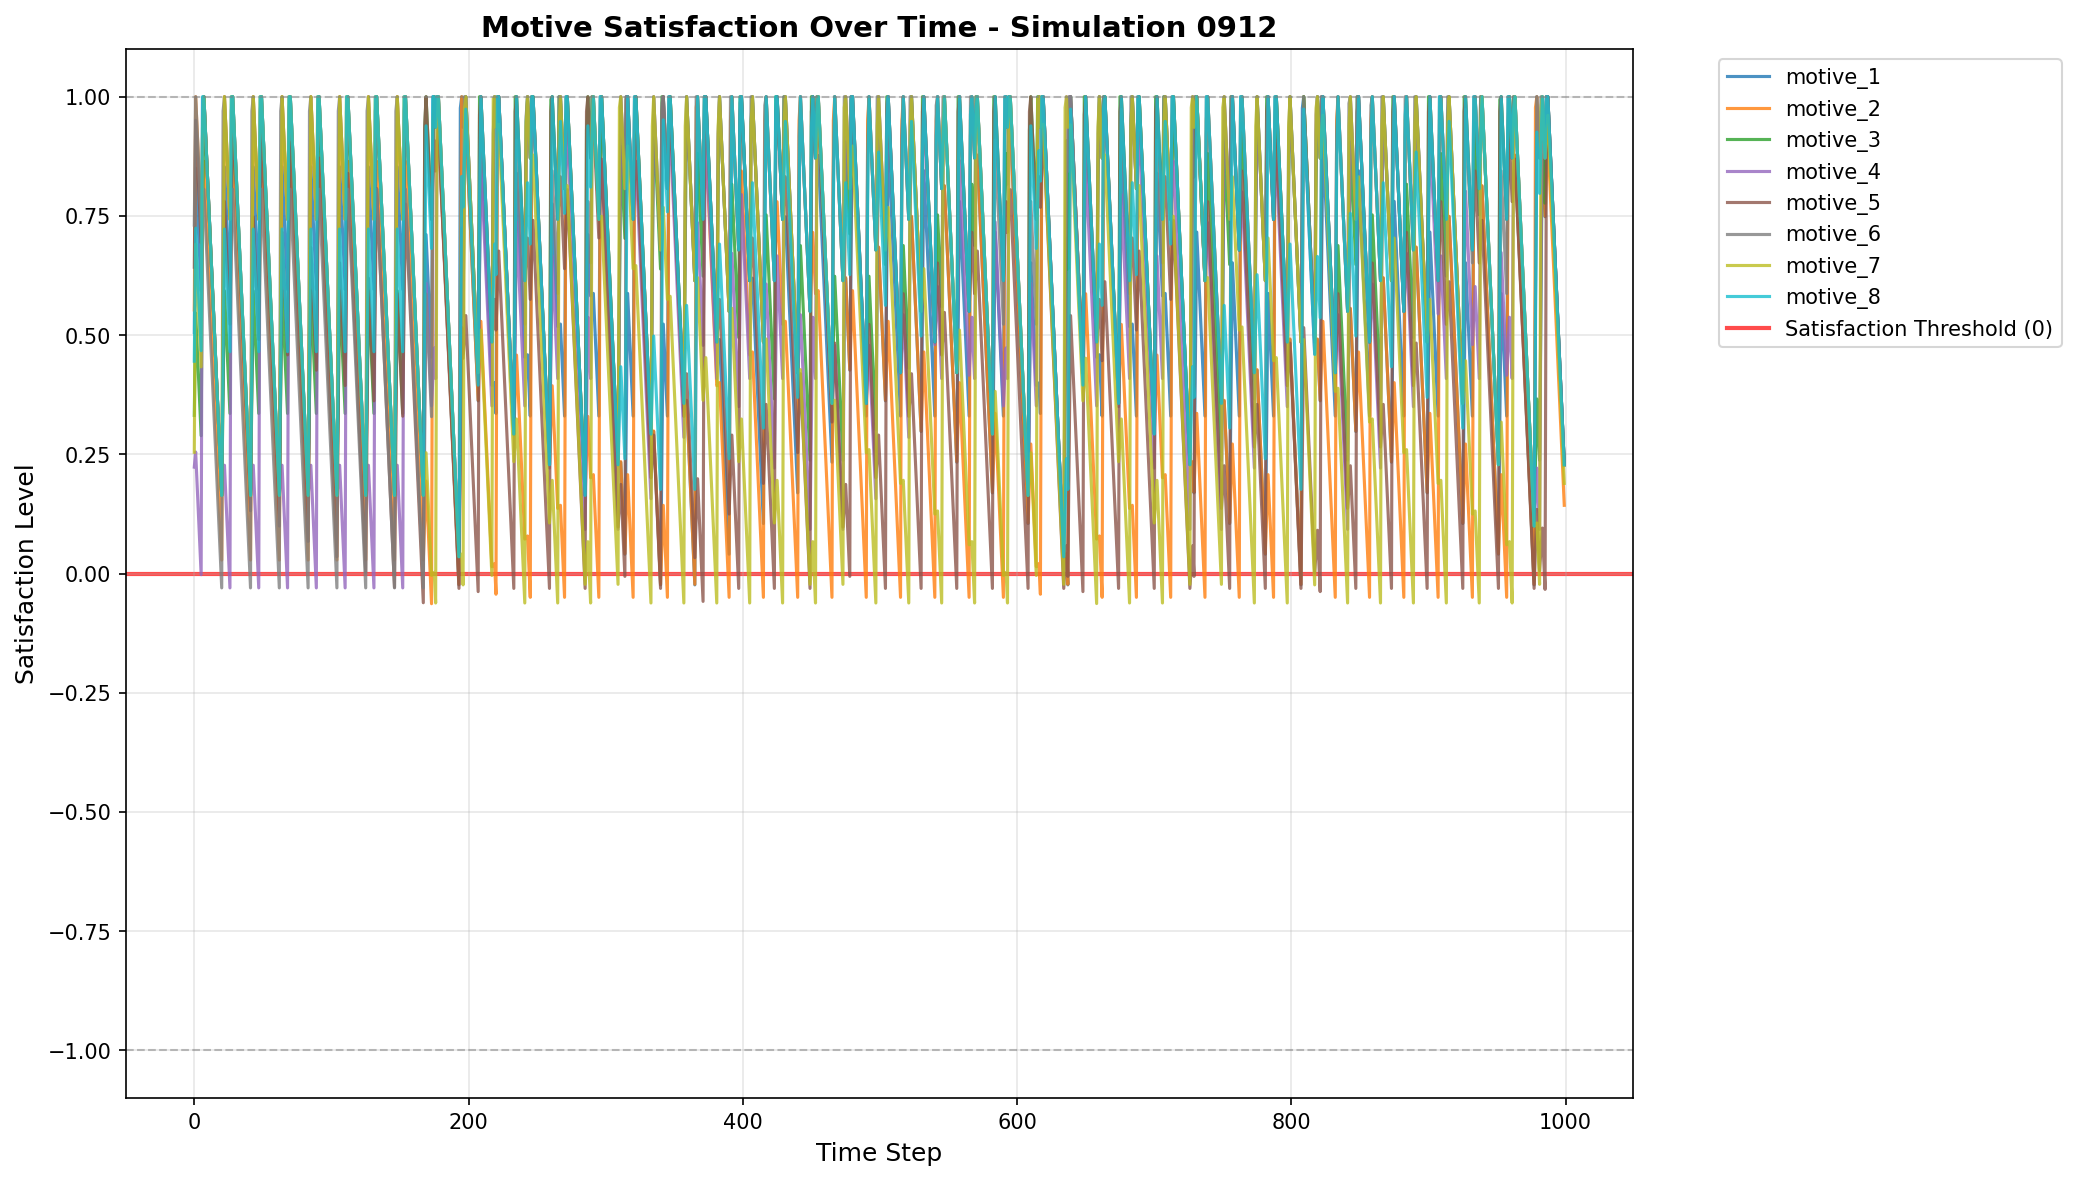 Motive Satisfaction Over Time - Simulation 0912
Satisfaction Level
1.00
0.75
0.50
0.25
0.00
−0.25
−0.50
−0.75
−1.00
0
200
400
600
800
1000
Time Step
motive_1
motive_2
motive_3
motive_4
motive_5
motive_6
motive_7
motive_8
Satisfaction Threshold (0)